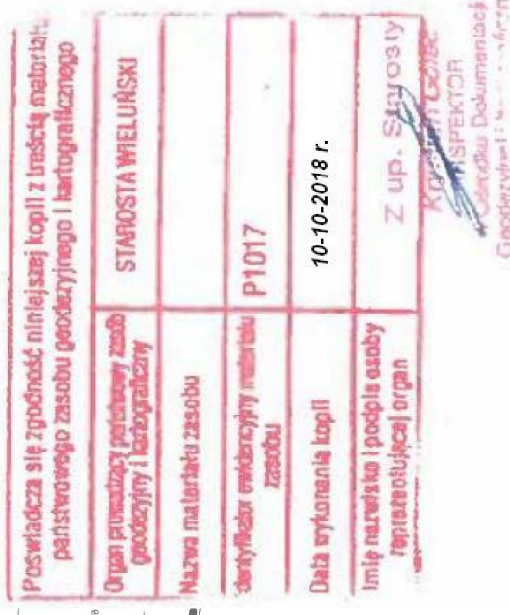 Poświadcza się zgodność niniejszej kopii z treścią materiału
państwowego zasobu geodezyjnego i kartograficznego
Organ prowadzący państwowy zasób
geodezyjny i kartograficzny
STAROSTA WIELUŃSKI
Nazwa materiału zasobu
Identyfikator ewidencyjny materiału
zasobu
P1017
Data wykonania kopii
10-10-2018 r.
Imię nazwisko i podpis osoby
reprezentującej organ
Z up. Starosty
INSPEKTOR
Ośrodku Dokumentacji